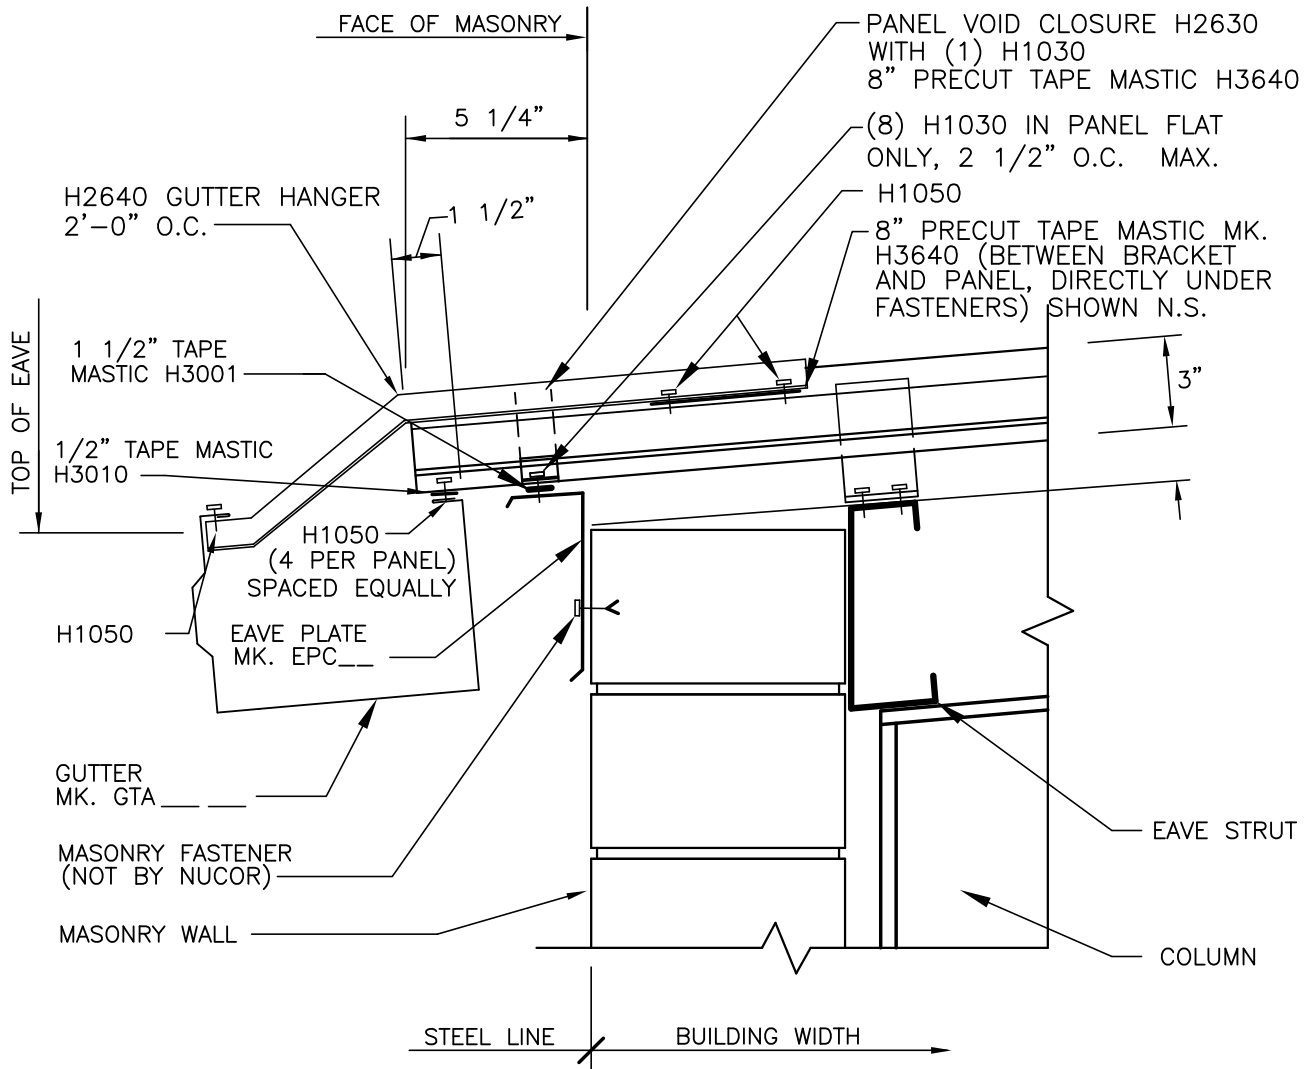 FACE OF MASONRY
PANEL VOID CLOSURE H2630
WITH (1) H1030
8” PRECUT TAPE MASTIC H3640
5 1/4”
(8) H1030 IN PANEL FLAT
ONLY, 2 1/2” O.C. MAX.
H2640 GUTTER HANGER
2’-0” O.C.
1 1/2”
H1050
8” PRECUT TAPE MASTIC MK.
H3640 (BETWEEN BRACKET
AND PANEL, DIRECTLY UNDER
FASTENERS) SHOWN N.S.
TOP OF EAVE
1 1/2” TAPE
MASTIC H3001
3”
1/2” TAPE MASTIC
H3010
H1050
(4 PER PANEL)
SPACED EQUALLY
H1050
EAVE PLATE
MK. EPC__
GUTTER
MK. GTA__ __
EAVE STRUT
MASONRY FASTENER
(NOT BY NUCOR)
MASONRY WALL
COLUMN
STEEL LINE
BUILDING WIDTH